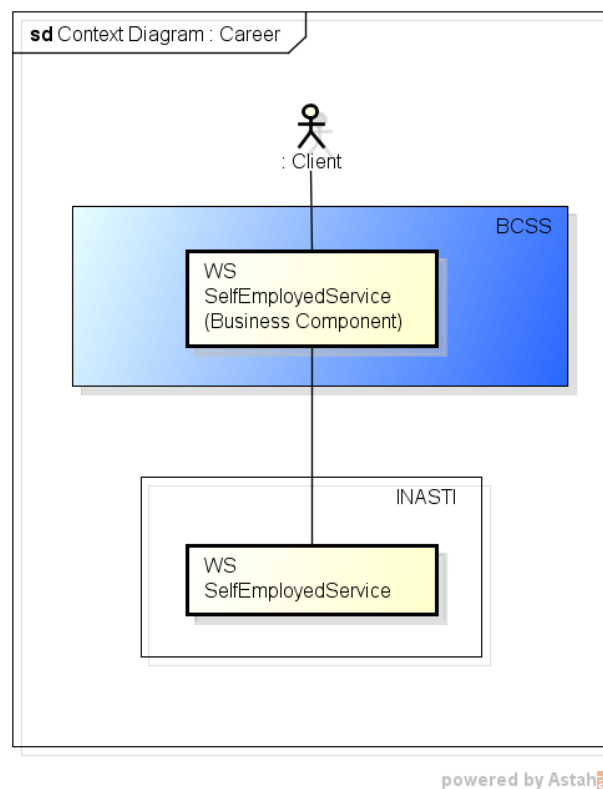 sd Context Diagram : Career
: Client
BCSS
WS
SelfEmployedService
(Business Component)
INASTI
WS
SelfEmployedService
powered by Astah